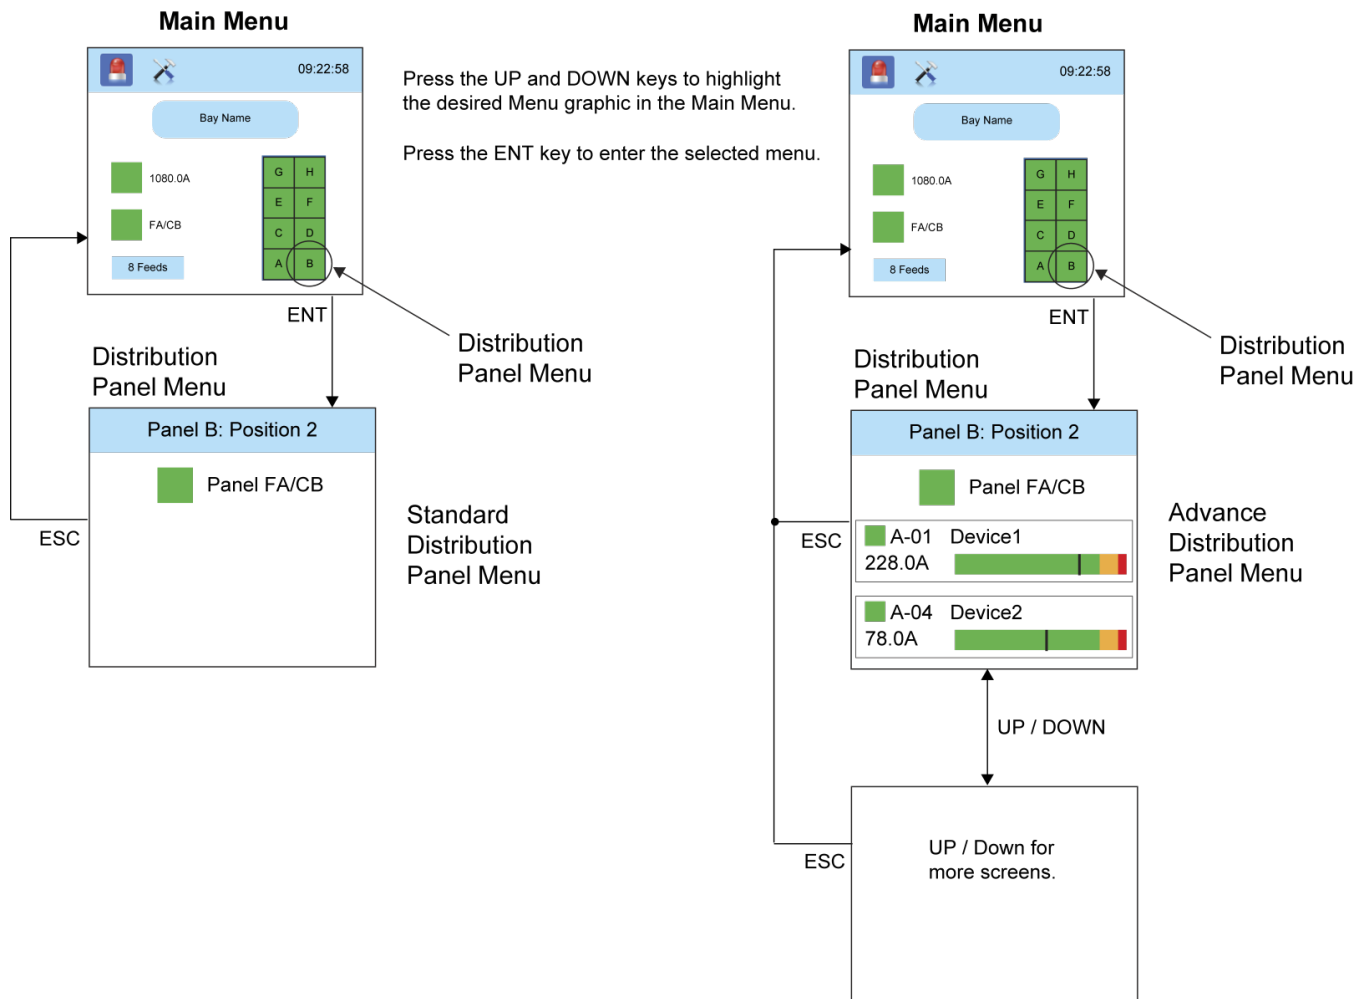 Main Menu
09:22:58
Bay Name
1080.0A
FA/CB
8 Feeds
G H
E F
C D
A B
Press the UP and DOWN keys to highlight
the desired Menu graphic in the Main Menu.
Press the ENT key to enter the selected menu.
ENT
Distribution
Panel Menu
Distribution
Panel Menu
Panel B: Position 2
Panel FA/CB
ESC
Standard
Distribution
Panel Menu
Main Menu
09:22:58
Bay Name
1080.0A
FA/CB
8 Feeds
G H
E F
C D
A B
ENT
Distribution
Panel Menu
Distribution
Panel Menu
Panel B: Position 2
Panel FA/CB
ESC
A-01 Device1
228.0A
A-04 Device2
78.0A
Advance
Distribution
Panel Menu
UP / DOWN
ESC
UP / Down for
more screens.